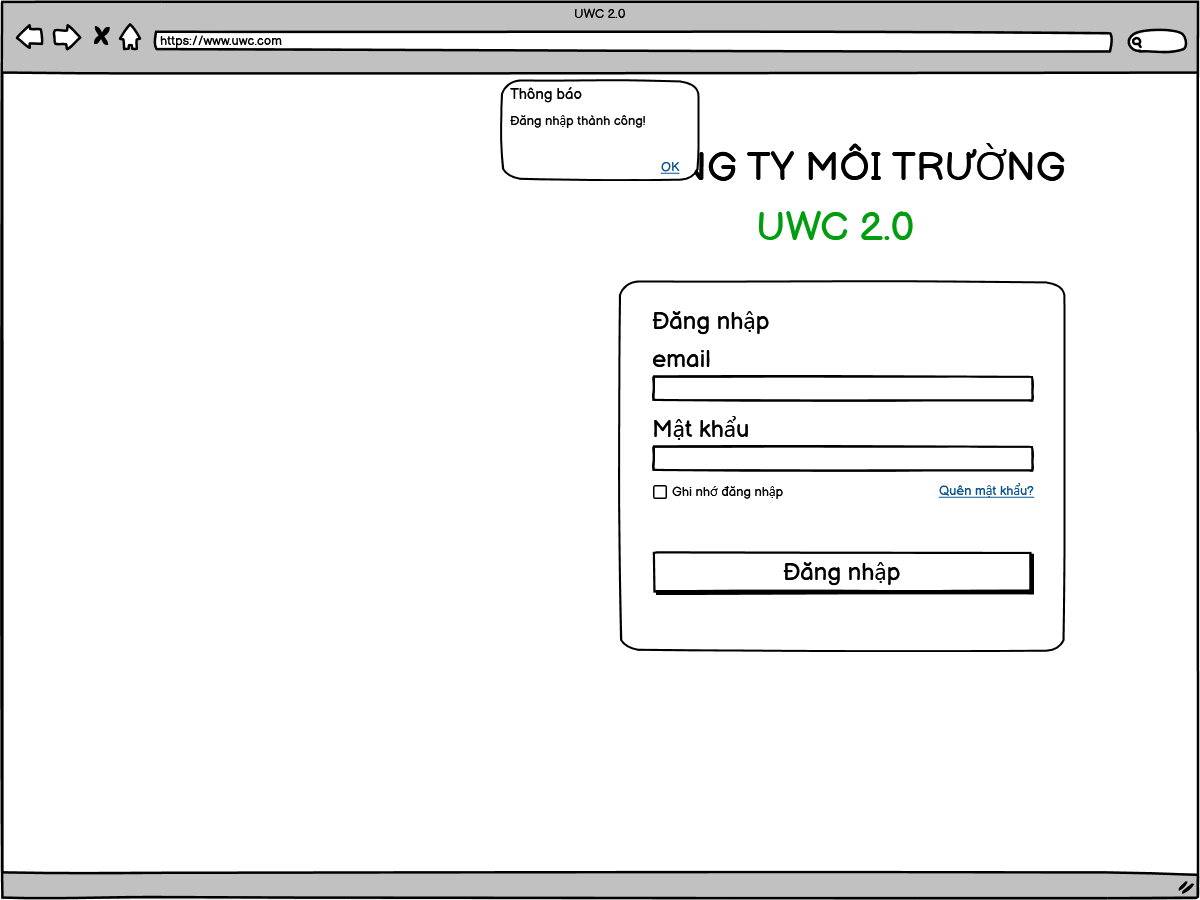 UWC 2.0
https://www.uwc.com
Thông báo
Đăng nhập thành công!
OK
NG TY MÔI TRƯỜNG
UWC 2.0
Đăng nhập
email
Mật khẩu
Ghi nhớ đăng nhập
Quên mật khẩu?
Đăng nhập